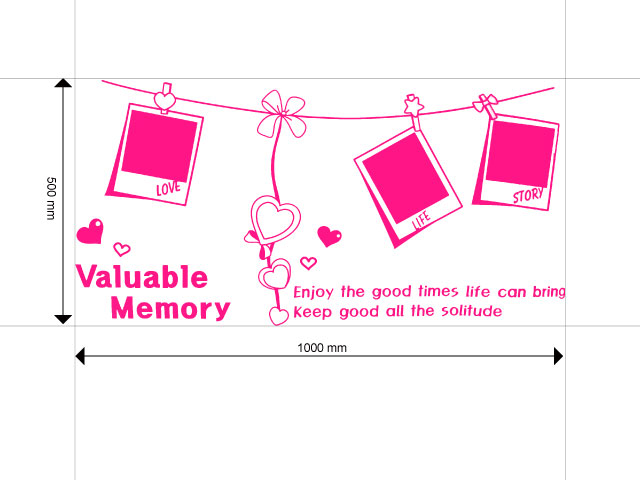 LOVE
LIFE
STORY
Valuable
Memory
Enjoy the good times life can bring
Keep good all the solitude
500 mm
1000 mm